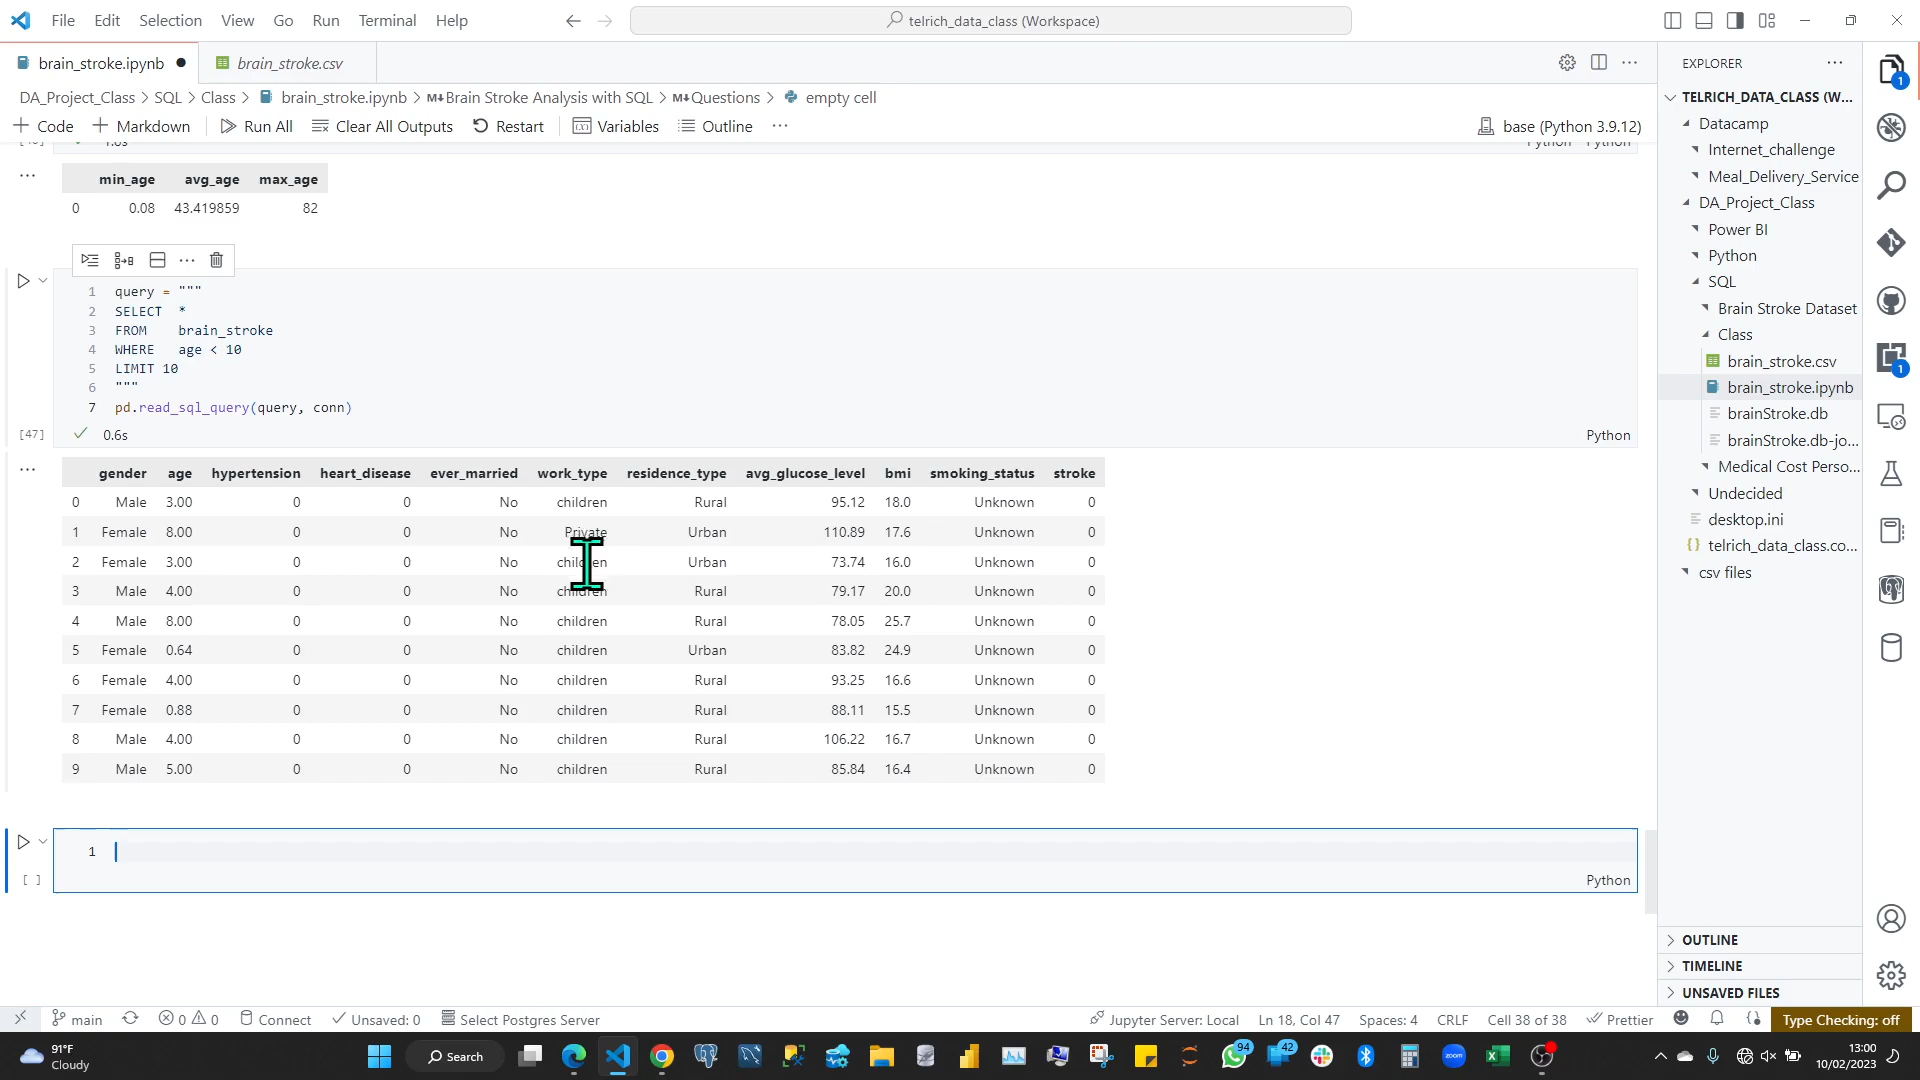 File Edit Selection View Go Run Terminal Help
telrich_data_class (Workspace)
brain_stroke.ipynb
brain_stroke.csv
DA_Project_Class > SQL > Class > brain_stroke.ipynb > M↓Brain Stroke Analysis with SQL > M↓Questions > empty cell
+ Code + Markdown Run All Clear All Outputs Restart Variables Outline ...
base (Python 3.9.12)
1.6s
Python Python
min_age avg_age max_age
0 0.08 43.419859 82
1 query = """
2 SELECT *
3 FROM brain_stroke
4 WHERE age < 10
5 LIMIT 10
6 """
7 pd.read_sql_query(query, conn)
[47] 0.6s
Python
gender age hypertension heart_disease ever_married work_type residence_type avg_glucose_level bmi smoking_status stroke
0 Male 3.00 0 0 No children Rural 95.12 18.0 Unknown 0
1 Female 8.00 0 0 No Private Urban 110.89 17.6 Unknown 0
2 Female 3.00 0 0 No children Urban 73.74 16.0 Unknown 0
3 Male 4.00 0 0 No children Rural 79.17 20.0 Unknown 0
4 Male 8.00 0 0 No children Rural 78.05 25.7 Unknown 0
5 Female 0.64 0 0 No children Urban 83.82 24.9 Unknown 0
6 Female 4.00 0 0 No children Rural 93.25 16.6 Unknown 0
7 Female 0.88 0 0 No children Rural 88.11 15.5 Unknown 0
8 Male 4.00 0 0 No children Rural 106.22 16.7 Unknown 0
9 Male 5.00 0 0 No children Rural 85.84 16.4 Unknown 0
1
[ ]
Python
EXPLORER
TELRICH_DATA_CLASS (W...
Datacamp
Internet_challenge
Meal_Delivery_Service
DA_Project_Class
Power BI
Python
SQL
Brain Stroke Dataset
Class
brain_stroke.csv
brain_stroke.ipynb
brainStroke.db
brainStroke.db-jo...
Medical Cost Perso...
Undecided
desktop.ini
telrich_data_class.co...
csv files
OUTLINE
TIMELINE
UNSAVED FILES
1
1
main 0 0 Connect Unsaved: 0 Select Postgres Server
Jupyter Server: Local Ln 18, Col 47 Spaces: 4 CRLF Cell 38 of 38 Prettier Type Checking: off
91°F
Cloudy
Search
94
42
zoom
13:00
10/02/2023